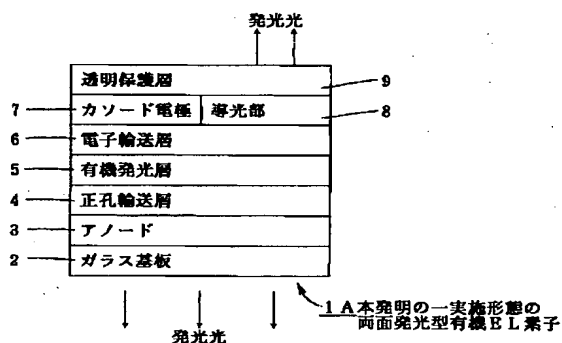 発光光
透明保護層 9
7 カソード電極 導光部 8
6 電子輸送層
5 有機発光層
4 正孔輸送層
3 アノード
2 ガラス基板
1A本発明の一実施形態の
両面発光型有機EL素子
発光光